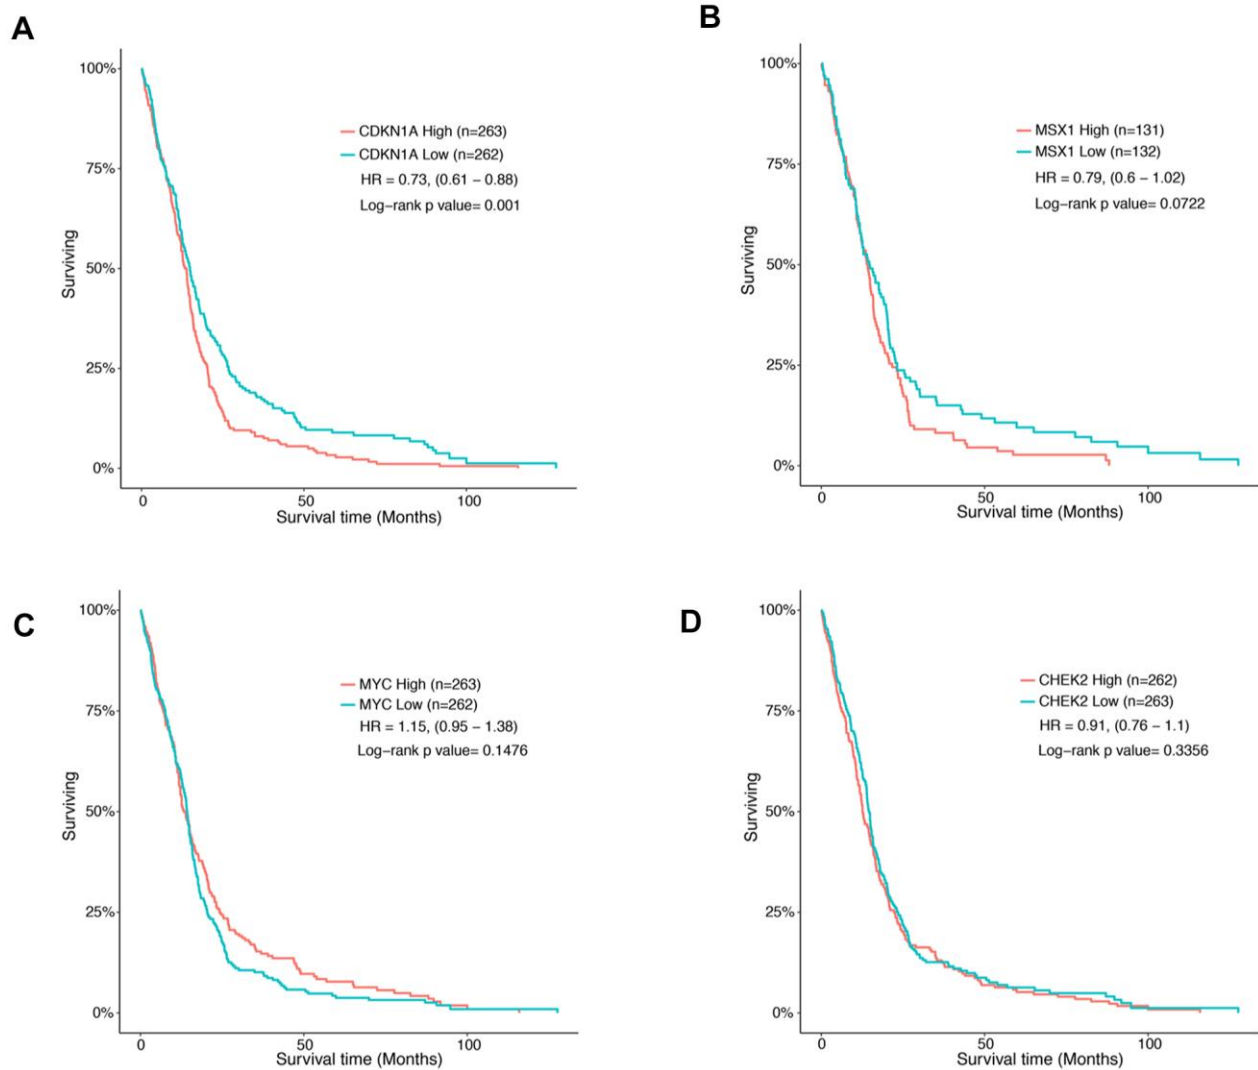 A
100%
75%
50%
25%
0%
Surviving
CDKN1A High (n=263)
CDKN1A Low (n=262)
HR = 0.73, (0.61 – 0.88)
Log−rank p value= 0.001
0
50
100
Survival time (Months)
B
100%
75%
50%
25%
0%
Surviving
MSX1 High (n=131)
MSX1 Low (n=132)
HR = 0.79, (0.6 – 1.02)
Log−rank p value= 0.0722
0
50
100
Survival time (Months)
C
100%
75%
50%
25%
0%
Surviving
MYC High (n=263)
MYC Low (n=262)
HR = 1.15, (0.95 – 1.38)
Log−rank p value= 0.1476
0
50
100
Survival time (Months)
D
100%
75%
50%
25%
0%
Surviving
CHEK2 High (n=262)
CHEK2 Low (n=263)
HR = 0.91, (0.76 – 1.1)
Log−rank p value= 0.3356
0
50
100
Survival time (Months)